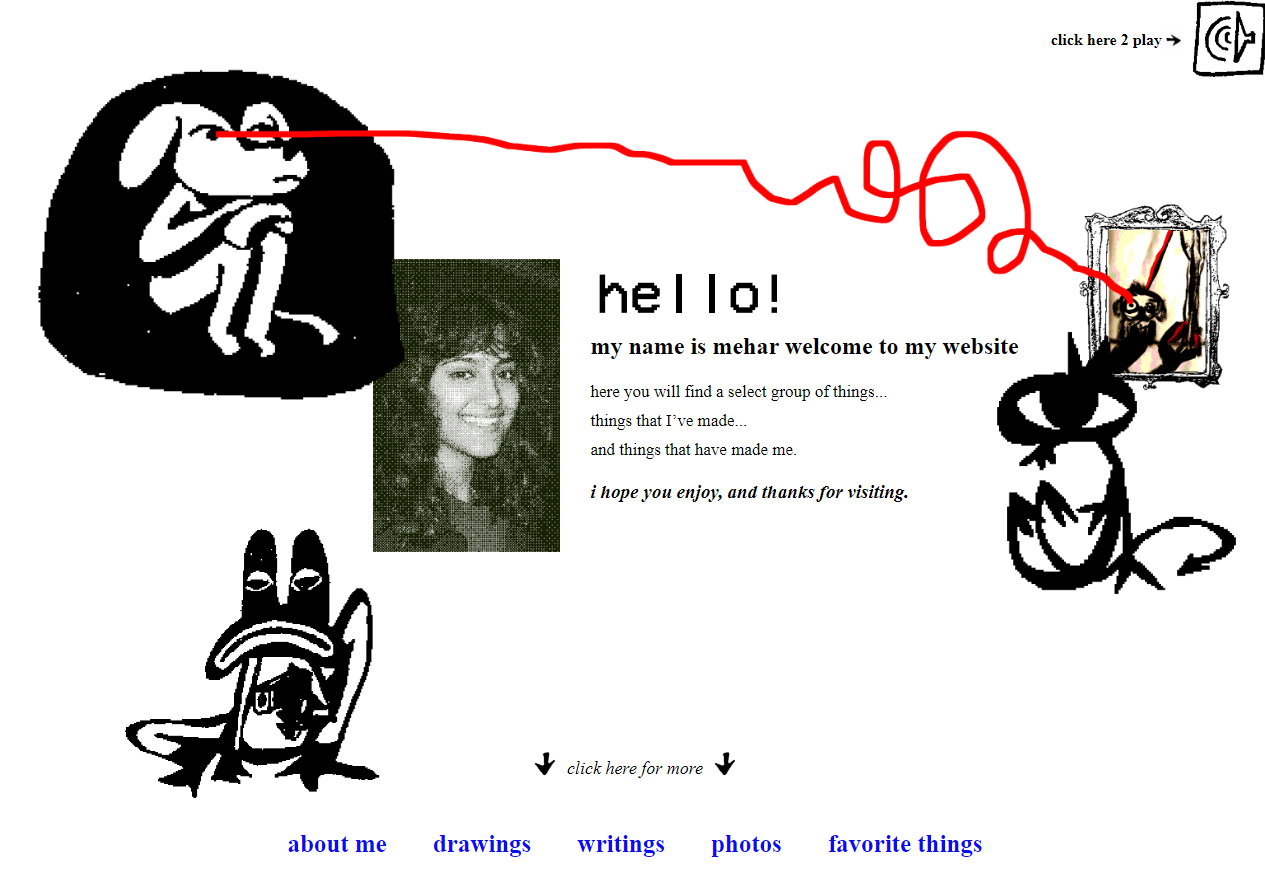 click here 2 play
hello!
my name is mehar welcome to my website
here you will find a select group of things...
things that I’ve made...
and things that have made me.
i hope you enjoy, and thanks for visiting.
click here for more
about me drawings writings photos favorite things